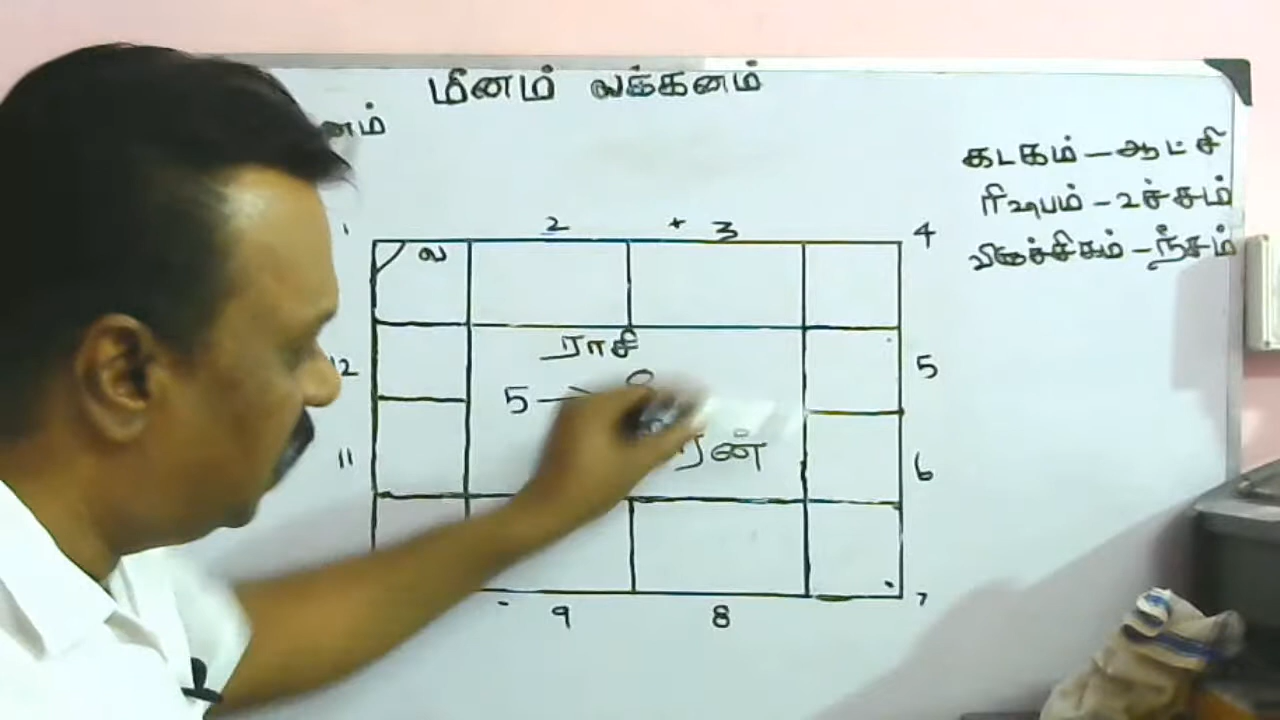 மீனம் லக்கனம்
னம்
கடகம் - ஆட்சி
ரிஷபம் - உச்சம்
விருச்சிகம் - நீசம்
1 2 + 3 4
ல
ராசி
12 5
5
ரன்
11 6
9 8 7